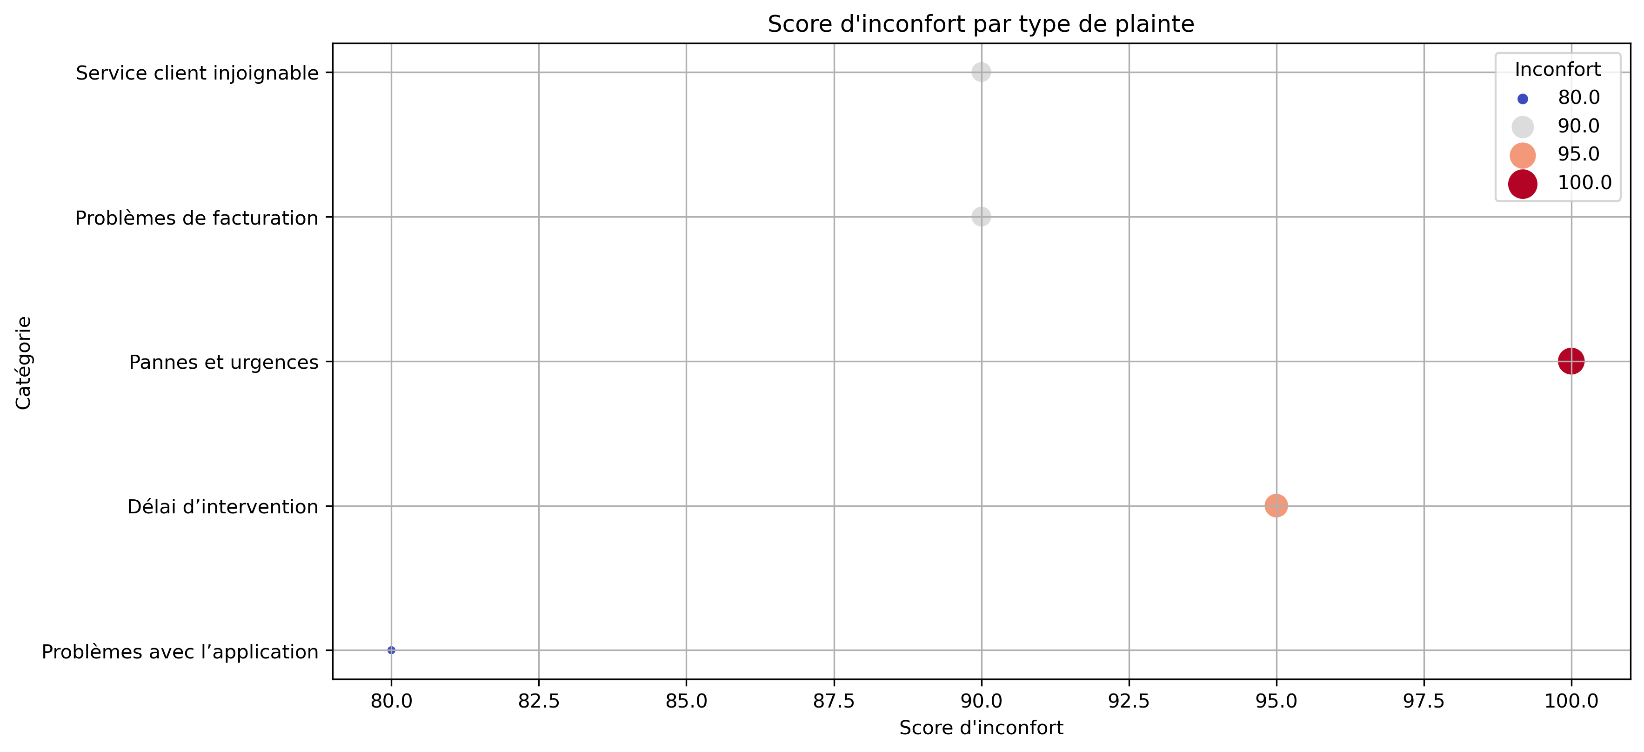 Score d'inconfort par type de plainte
Service client injoignable
Problèmes de facturation
Pannes et urgences
Délai d’intervention
Problèmes avec l’application
Catégorie
Inconfort
80.0
90.0
95.0
100.0
80.0 82.5 85.0 87.5 90.0 92.5 95.0 97.5 100.0
Score d'inconfort